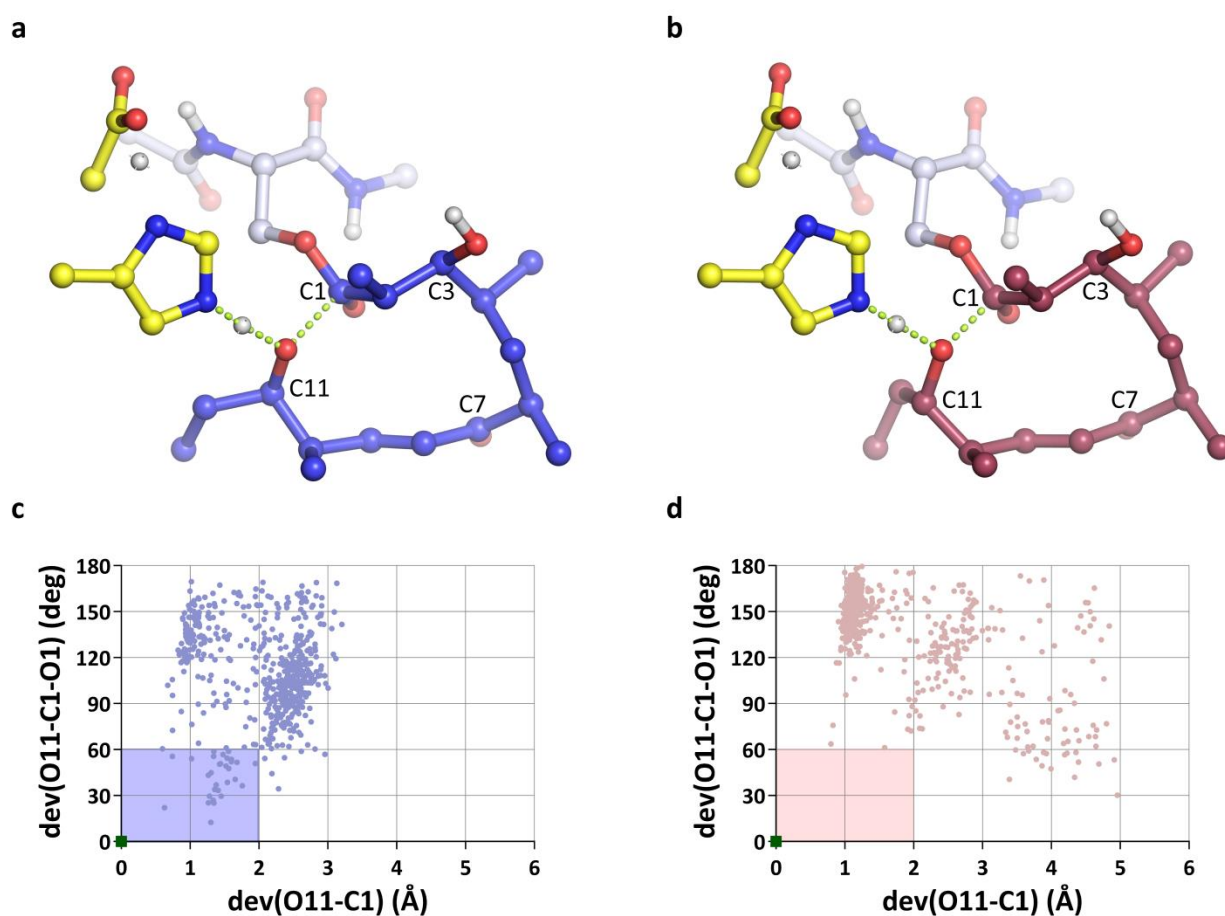 a
b
C1
C3
C11
C7
C1
C3
C11
C7
c
d
dev(O11-C1-O1) (deg)
180
150
120
90
60
30
0
0 1 2 3 4 5 6
dev(O11-C1) (Å)
dev(O11-C1-O1) (deg)
180
150
120
90
60
30
0
0 1 2 3 4 5 6
dev(O11-C1) (Å)